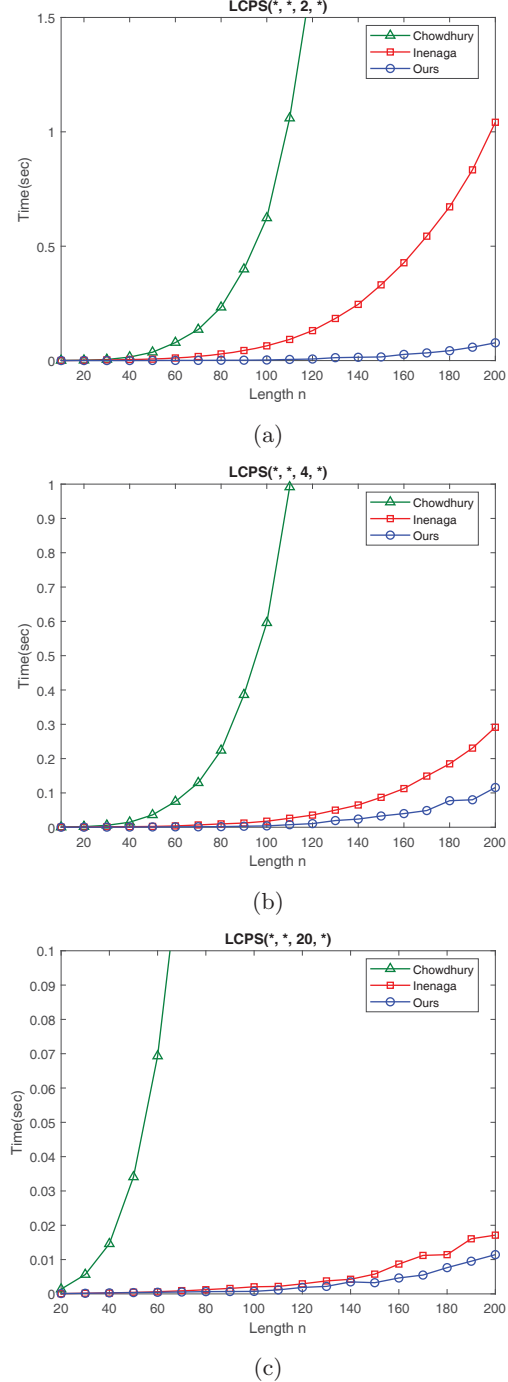 LCPS(*, *, 2, *)
1.5
1
0.5
0
Time(sec)
Chowdhury
Inenaga
Ours
20 40 60 80 100 120 140 160 180 200
Length n
(a)
LCPS(*, *, 4, *)
1
0.9
0.8
0.7
0.6
0.5
0.4
0.3
0.2
0.1
0
Time(sec)
Chowdhury
Inenaga
Ours
20 40 60 80 100 120 140 160 180 200
Length n
(b)
LCPS(*, *, 20, *)
0.1
0.09
0.08
0.07
0.06
0.05
0.04
0.03
0.02
0.01
0
Time(sec)
Chowdhury
Inenaga
Ours
20 40 60 80 100 120 140 160 180 200
Length n
(c)